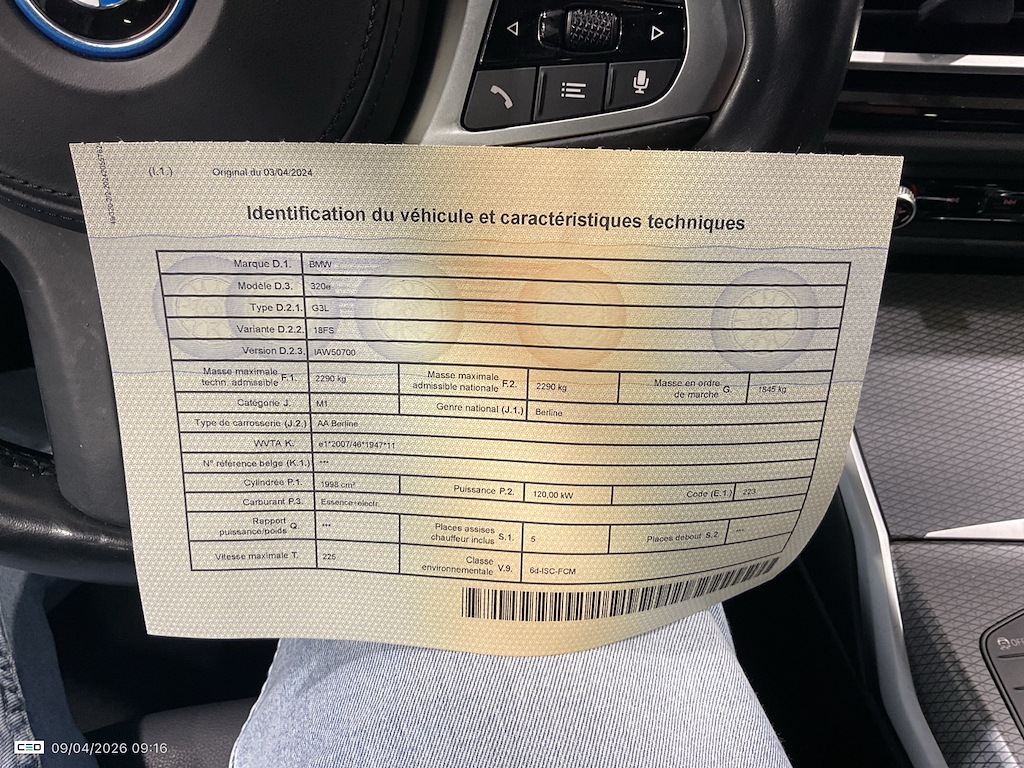 (I.1.) Original du 03/04/2024
Identification du véhicule et caractéristiques techniques
Marque D.1. BMW
Modèle D.3. 320e
Type D.2.1. G3L
Variante D.2.2. 18FS
Version D.2.3. IAW50700
Masse maximale techn. admissible F.1. 2290 kg Masse maximale admissible nationale F.2. 2290 kg Masse en ordre de marche G. 1845 kg
Catégorie J. M1 Genre national (J.1.) Berline
Type de carrosserie (J.2.) AA Berline
WVTA K. e1*2007/46*1947*11
N° référence belge (K.1.) ***
Cylindrée P.1. 1998 cm³ Puissance P.2. 120,00 kW Code (E.1.) 223
Carburant P.3. Essence+électr.
Rapport puissance/poids Q. *** Places assises chauffeur inclus S.1. 5 Places debout S.2. ***
Vitesse maximale T. 225 Classe environnementale V.9. 6d-ISC-FCM
OFF
CEO 09/04/2026 09:16